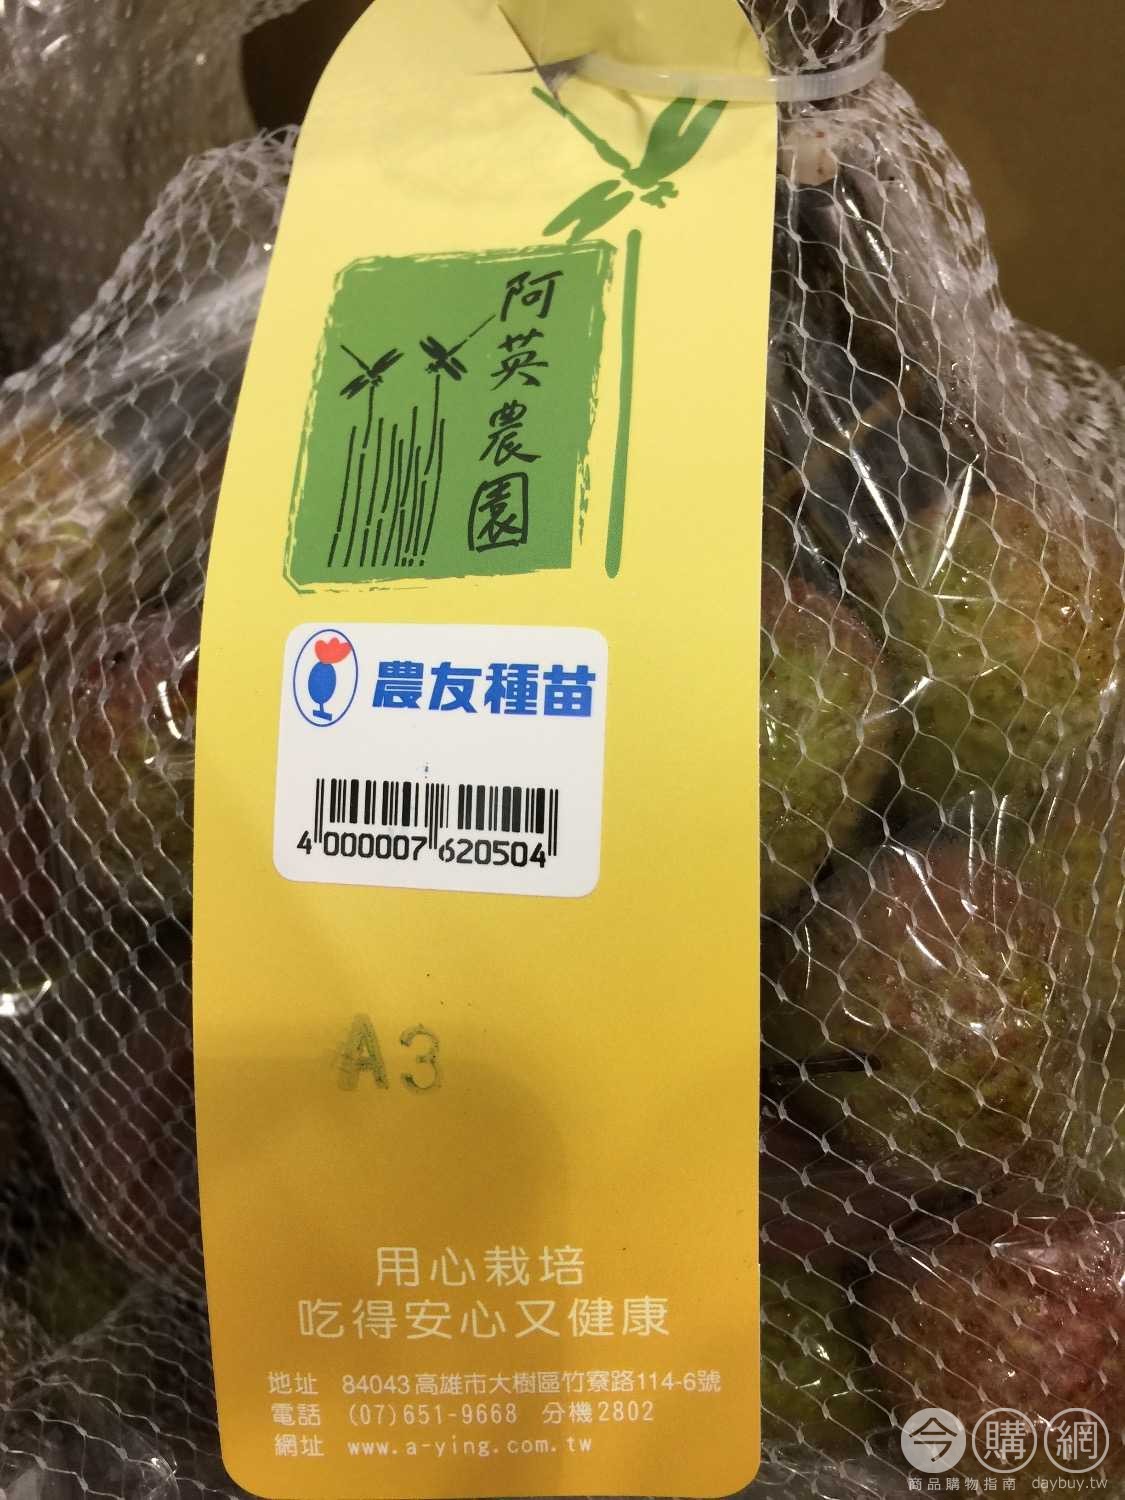 阿英農園
農友種苗
4 000007 620504
A3
用心栽培
吃得安心又健康
地址 84043高雄市大樹區竹寮路114-6號
電話 (07)651-9668 分機2802
網址 www.a-ying.com.tw
今購網
商品購物指南 daybuy.tw